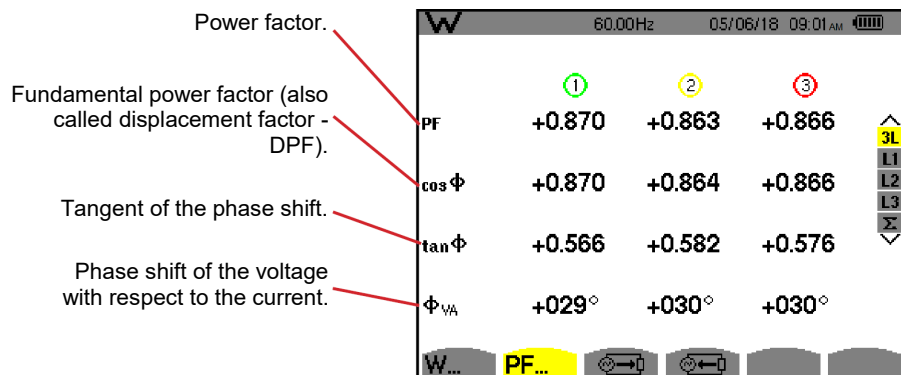 Power factor.
Fundamental power factor (also
called displacement factor -
DPF).
Tangent of the phase shift.
Phase shift of the voltage
with respect to the current.
W 60.00Hz 05/06/18 09:01 AM
1 2 3
PF +0.870 +0.863 +0.866
cos Φ +0.870 +0.864 +0.866
tan Φ +0.566 +0.582 +0.576
Φ VA +029° +030° +030°
3L
L1
L2
L3
Σ
W... PF...